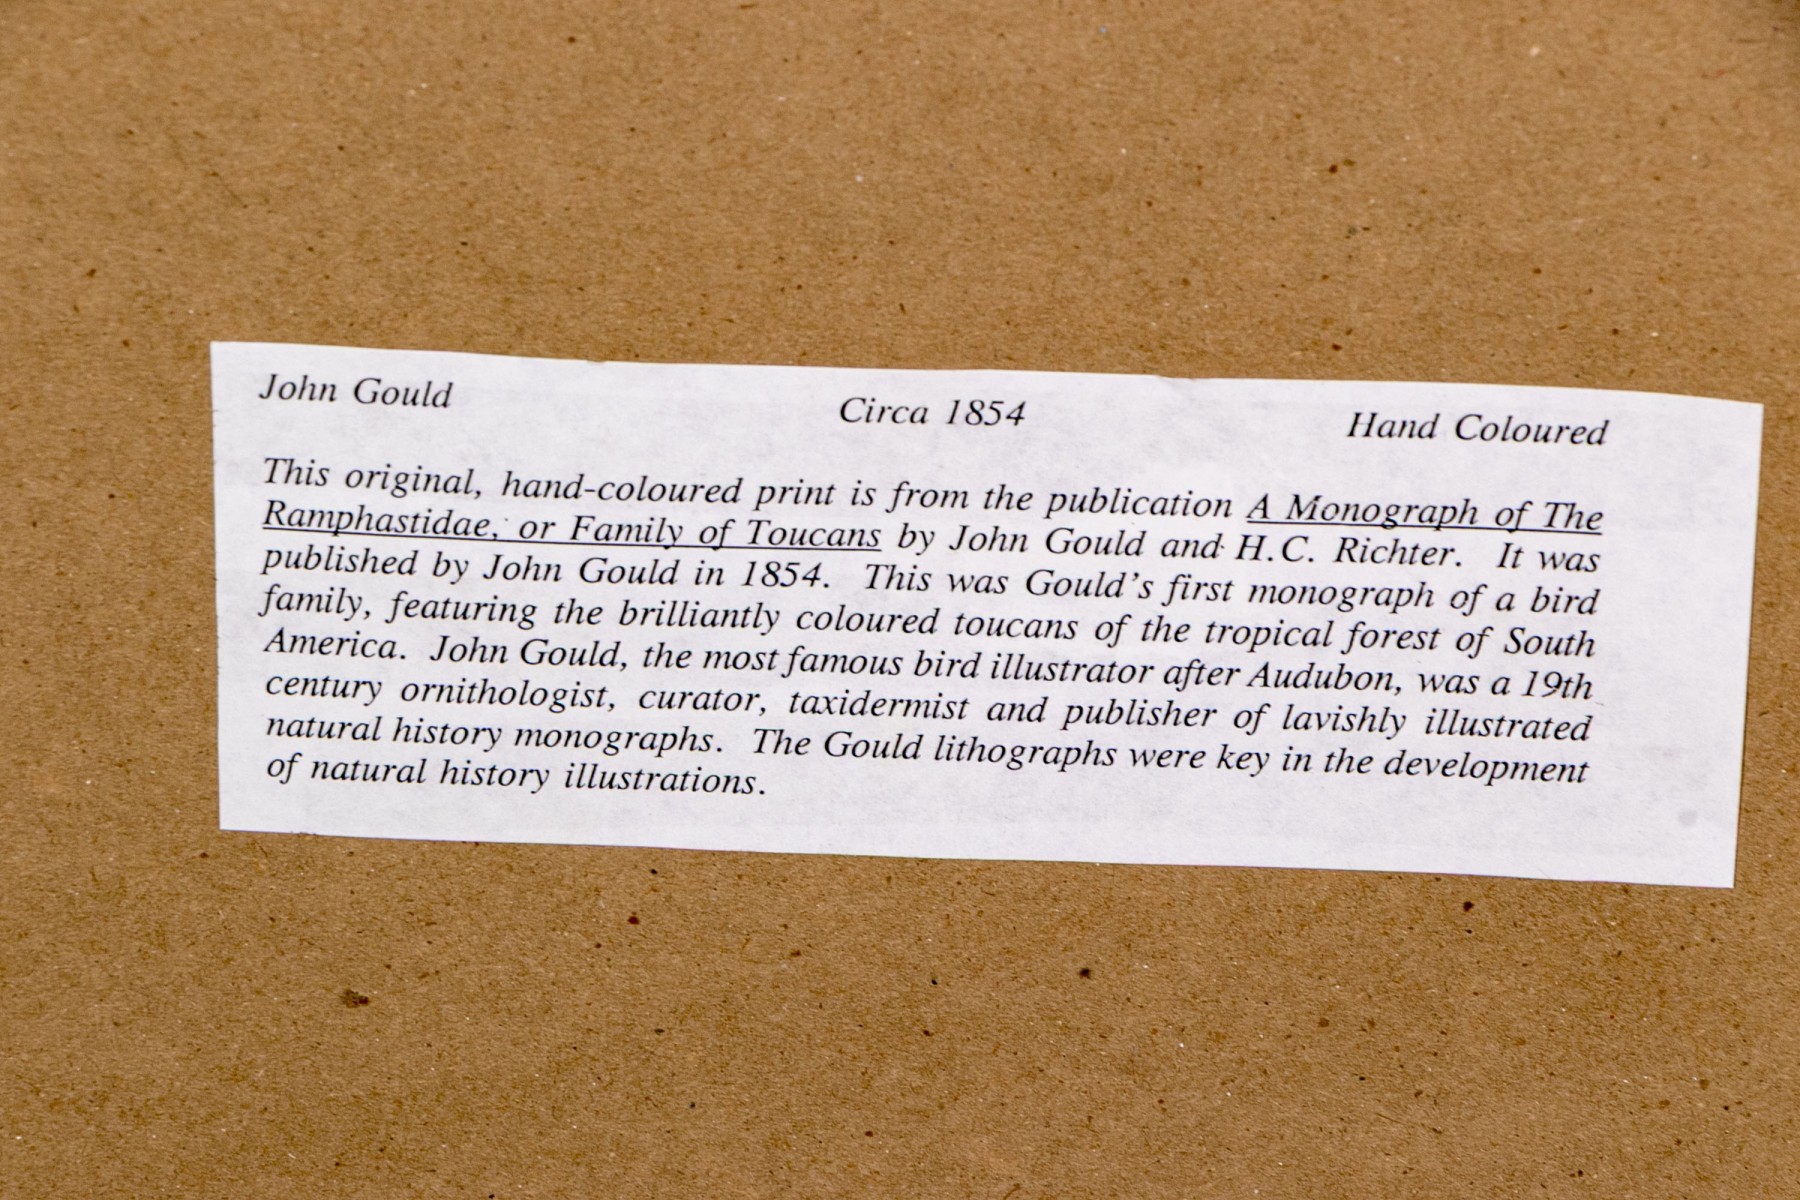 John Gould Circa 1854 Hand Coloured
This original, hand-coloured print is from the publication A Monograph of The
Ramphastidae, or Family of Toucans by John Gould and H.C. Richter. It was
published by John Gould in 1854. This was Gould's first monograph of a bird
family, featuring the brilliantly coloured toucans of the tropical forest of South
America. John Gould, the most famous bird illustrator after Audubon, was a 19th
century ornithologist, curator, taxidermist and publisher of lavishly illustrated
natural history monographs. The Gould lithographs were key in the development
of natural history illustrations.